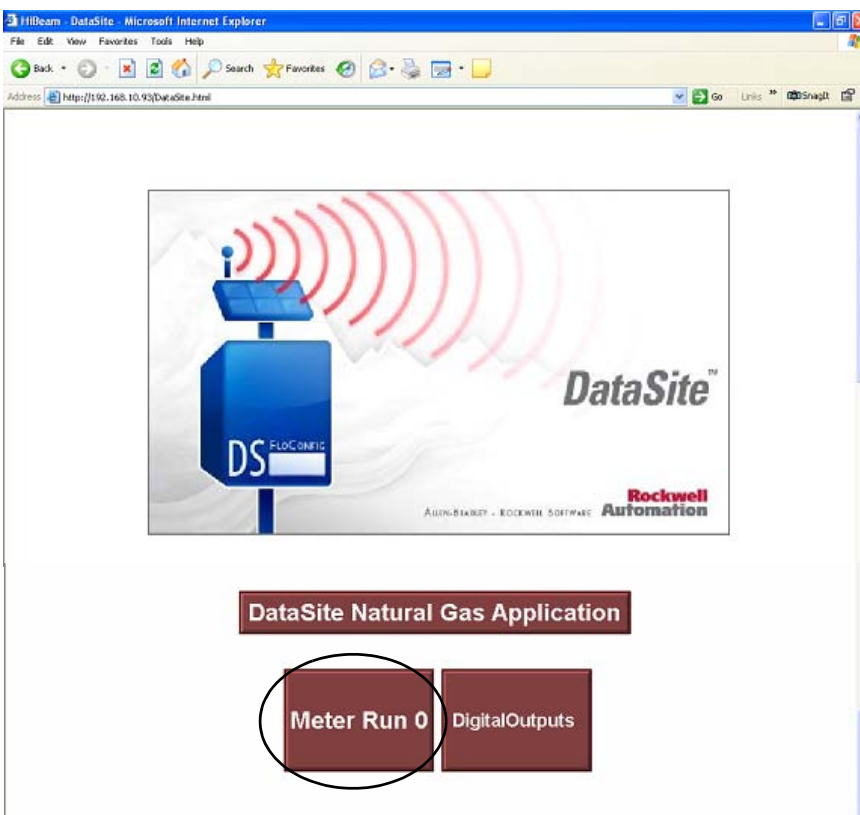 HiBeam - DataSite - Microsoft Internet Explorer
File Edit View Favorites Tools Help
Back Search Favorites
Address http://192.168.10.93/DataSite.html Go Links » SnagIt
DataSite™
DS FLOCONFIG
ALLEN-BRADLEY • ROCKWELL SOFTWARE Rockwell Automation
DataSite Natural Gas Application
Meter Run 0 DigitalOutputs